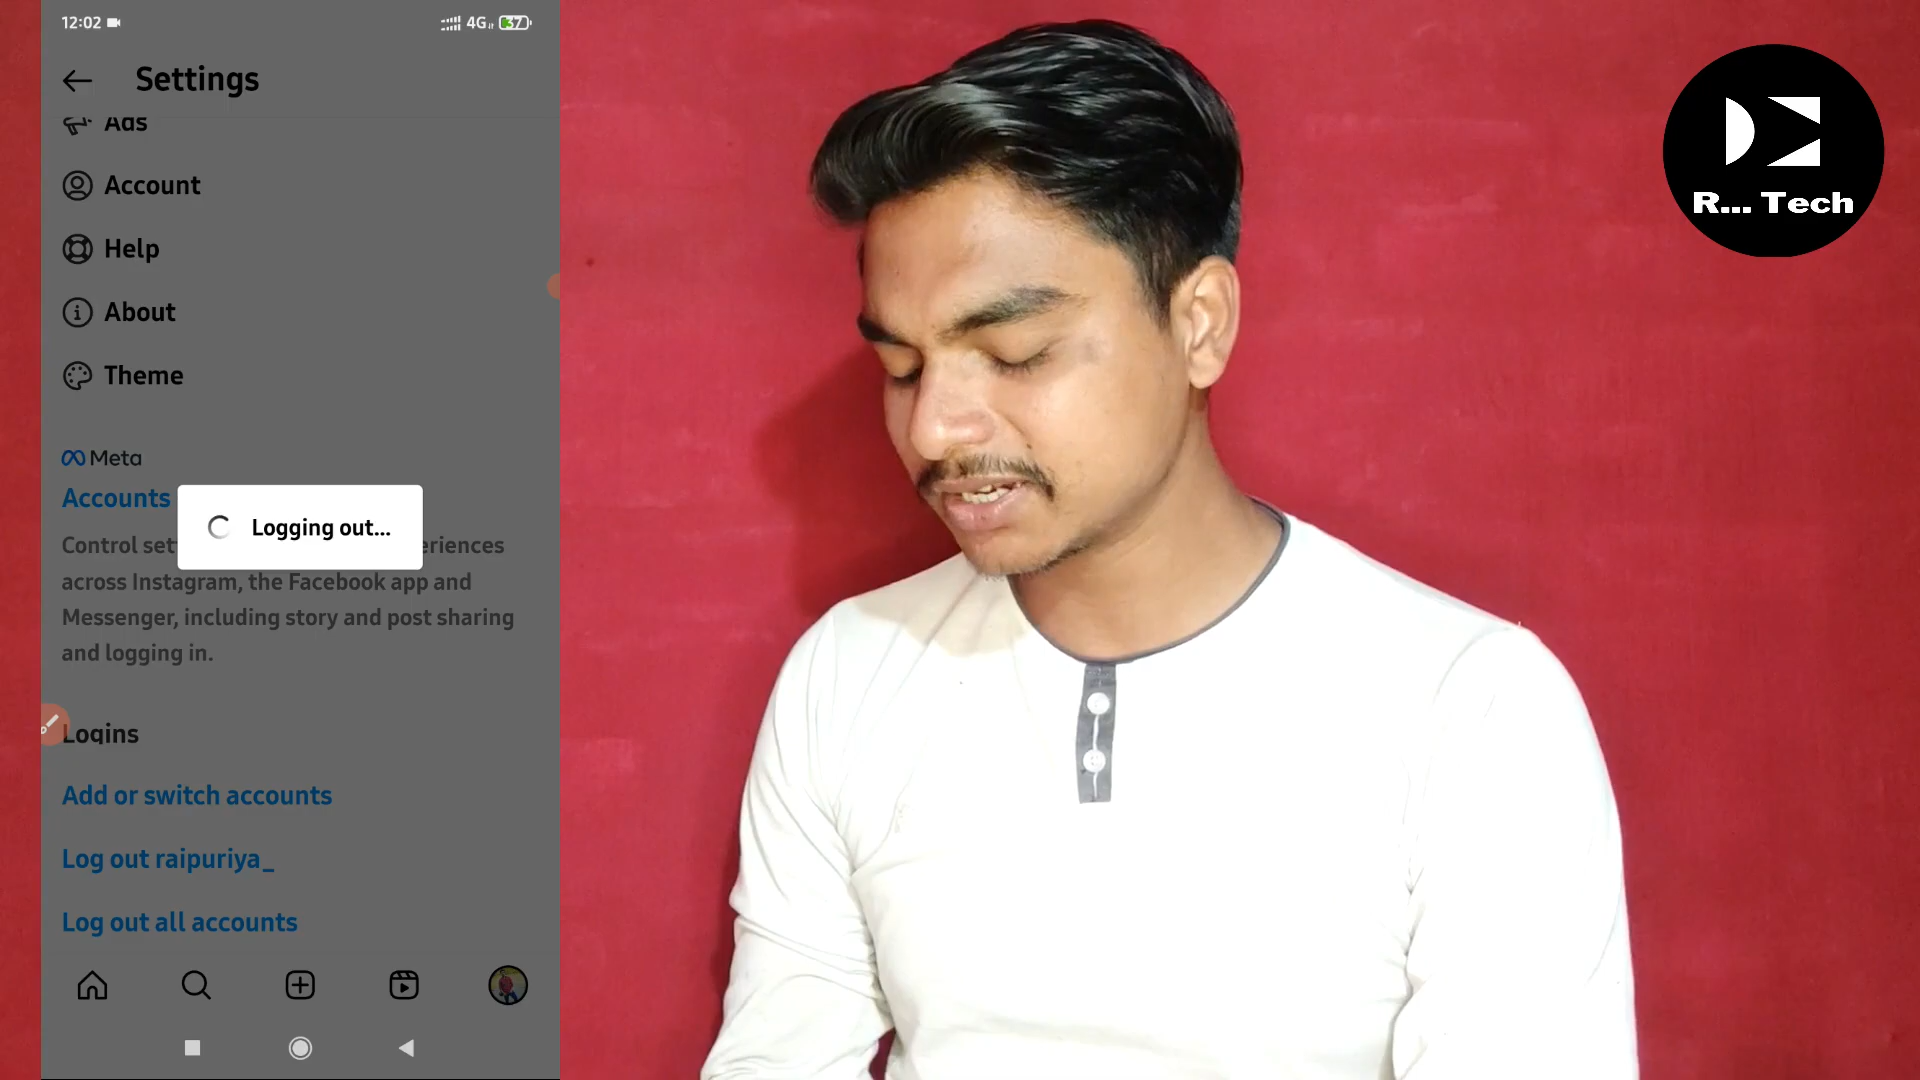 12:02
4G
37
Settings
Ads
Account
Help
About
Theme
Meta
Accounts
Logging out...
Control set
eriences
across Instagram, the Facebook app and
Messenger, including story and post sharing
and logging in.
Logins
Add or switch accounts
Log out raipuriya_
Log out all accounts
R... Tech